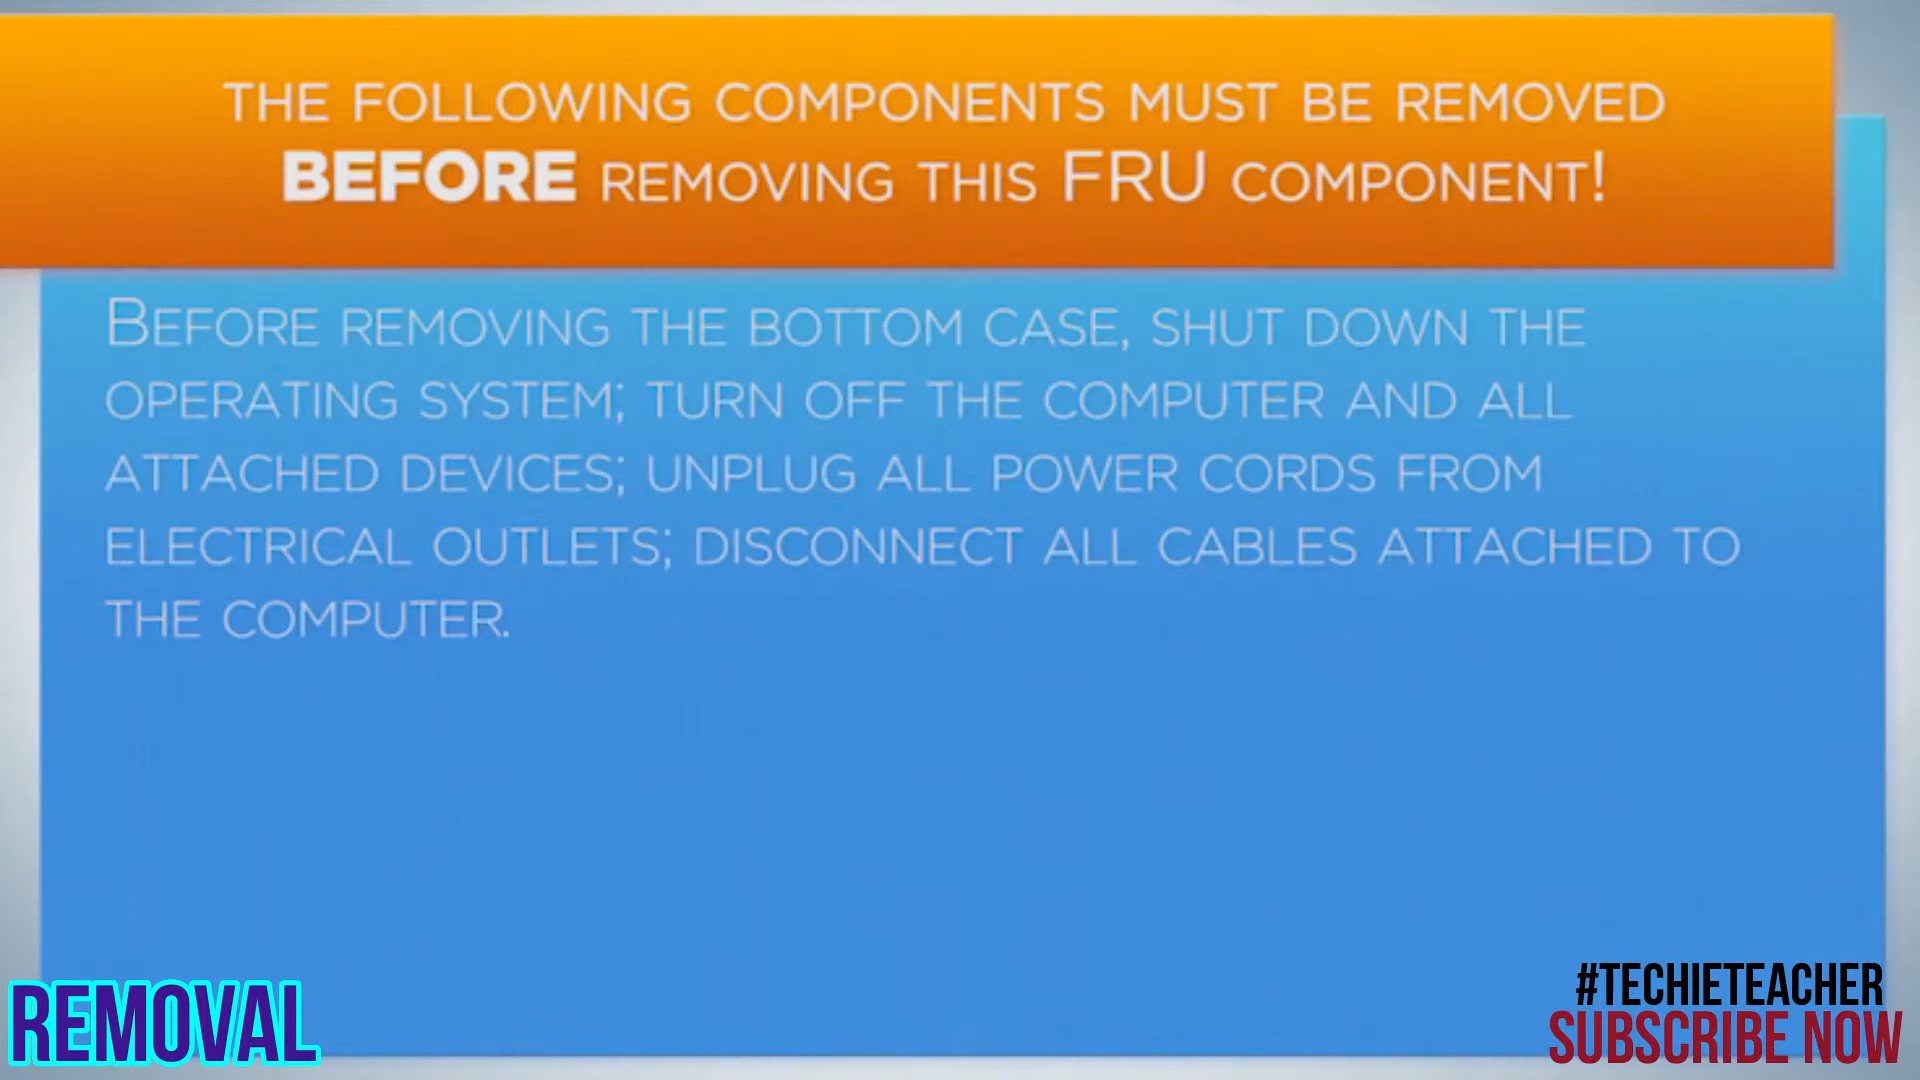 THE FOLLOWING COMPONENTS MUST BE REMOVED
BEFORE REMOVING THIS FRU COMPONENT!
BEFORE REMOVING THE BOTTOM CASE, SHUT DOWN THE
OPERATING SYSTEM; TURN OFF THE COMPUTER AND ALL
ATTACHED DEVICES; UNPLUG ALL POWER CORDS FROM
ELECTRICAL OUTLETS; DISCONNECT ALL CABLES ATTACHED TO
THE COMPUTER.
REMOVAL
#TECHIETEACHER
SUBSCRIBE NOW